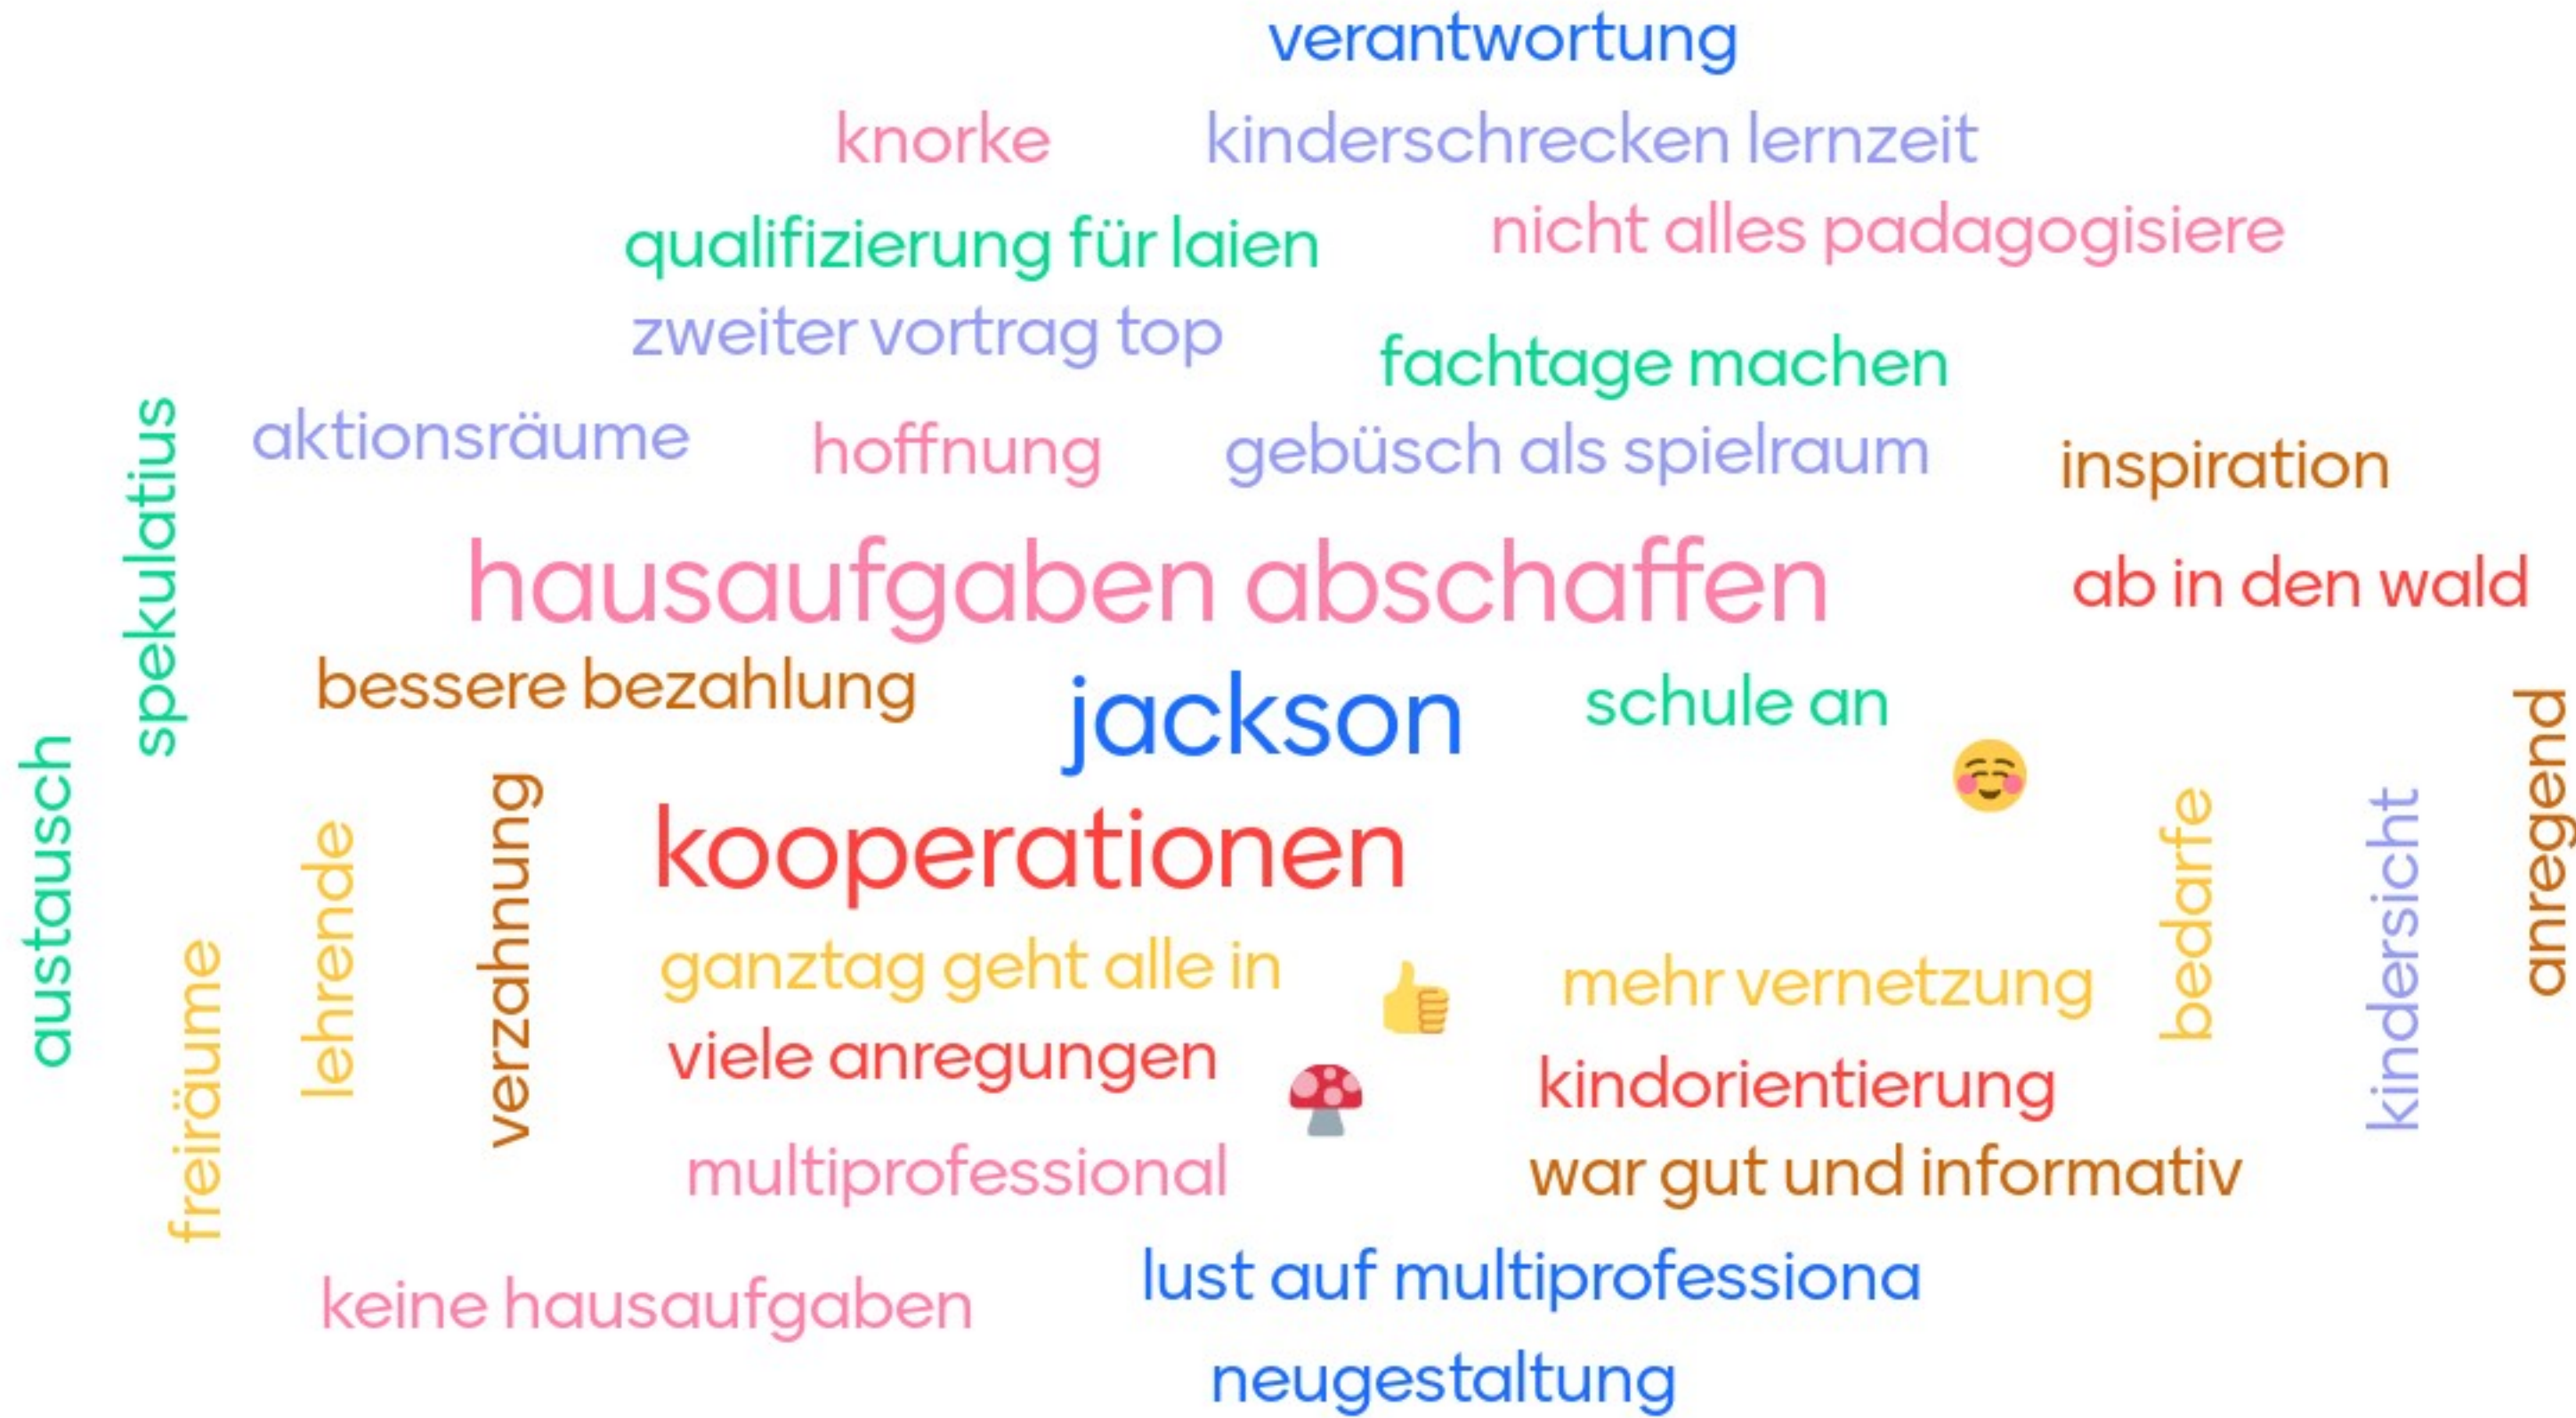 verantwortung
knorke
kinderschrecken lernzeit
qualifizierung für laien
nicht alles padagogisiere
zweiter vortrag top
fachtage machen
spekulatius
aktionsräume
hoffnung
gebüsch als spielraum
inspiration
hausaufgaben abschaffen
ab in den wald
bessere bezahlung
jackson
schule an
anregend
austausch
lehrende
verzahnung
kooperationen
bedarfe
kindersicht
freiräume
ganztag geht alle in
mehr vernetzung
viele anregungen
kindorientierung
multiprofessional
war gut und informativ
keine hausaufgaben
lust auf multiprofessiona
neugestaltung